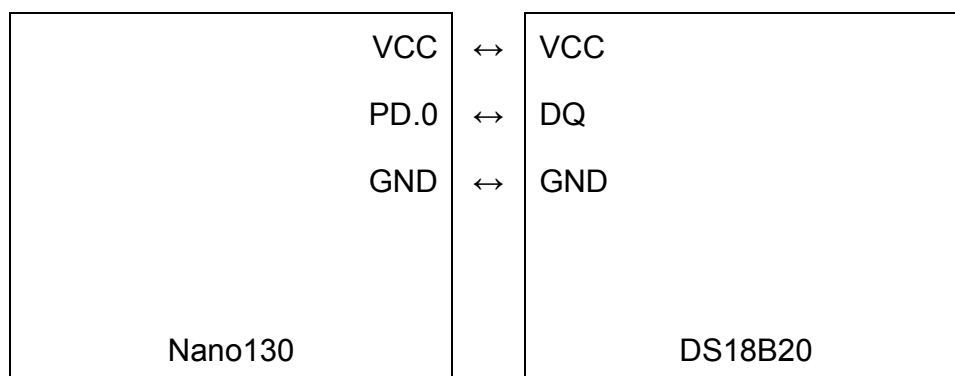 VCC ↔ VCC
PD.0 ↔ DQ
GND ↔ GND
Nano130 DS18B20